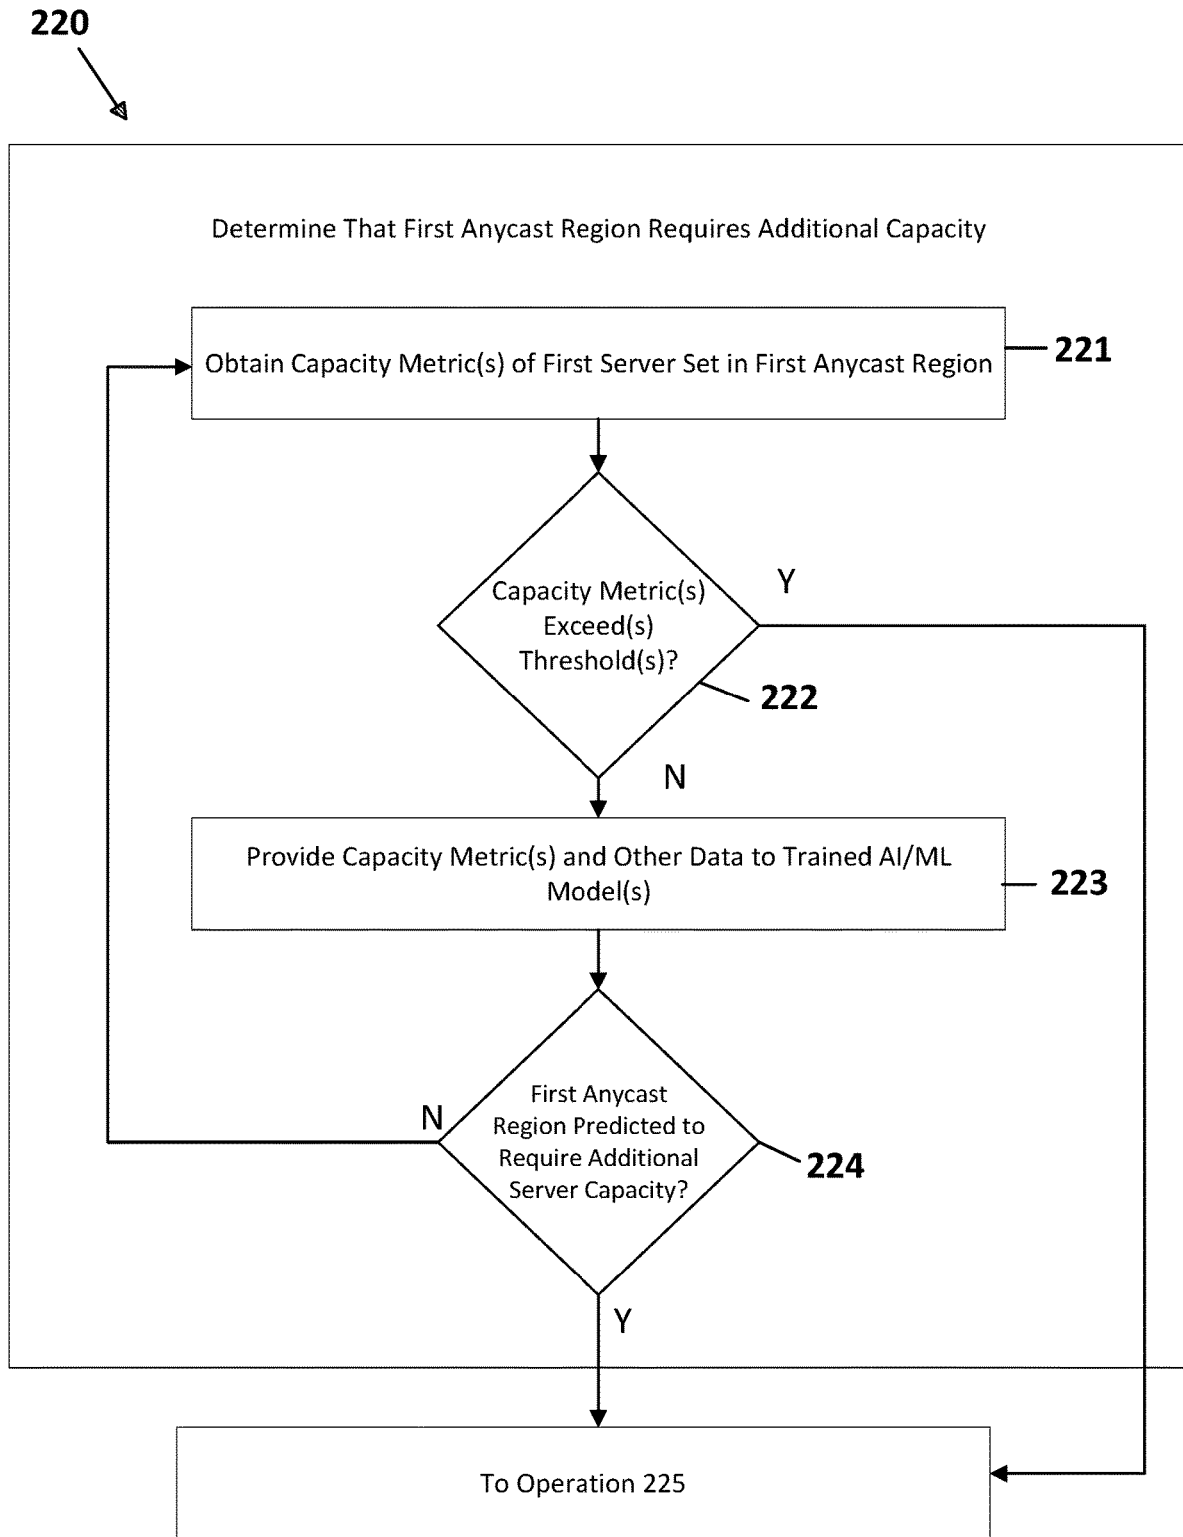 220
Determine That First Anycast Region Requires Additional Capacity
Obtain Capacity Metric(s) of First Server Set in First Anycast Region
221
Capacity Metric(s)
Exceed(s)
Threshold(s)?
Y
222
N
Provide Capacity Metric(s) and Other Data to Trained AI/ML
Model(s)
223
First Anycast
Region Predicted to
Require Additional
Server Capacity?
N
224
Y
To Operation 225